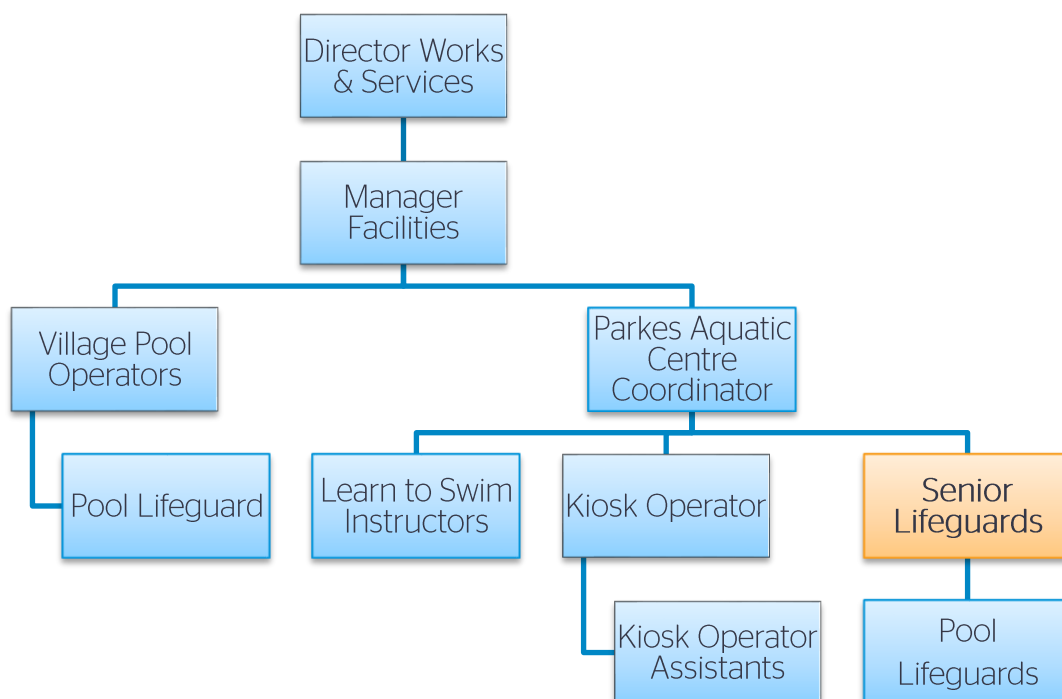 Director Works
& Services
Manager
Facilities
Village Pool
Operators
Parkes Aquatic
Centre
Coordinator
Pool Lifeguard
Learn to Swim
Instructors
Kiosk Operator
Senior
Lifeguards
Kiosk Operator
Assistants
Pool
Lifeguards